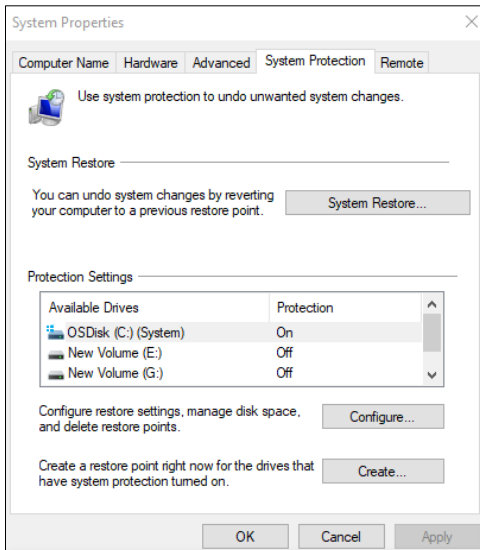 System Properties
Computer Name Hardware Advanced System Protection Remote
Use system protection to undo unwanted system changes.
System Restore
You can undo system changes by reverting
your computer to a previous restore point.
System Restore...
Protection Settings
Available Drives Protection
OSDisk (C:) (System) On
New Volume (E:) Off
New Volume (G:) Off
Configure restore settings, manage disk space,
and delete restore points.
Configure...
Create a restore point right now for the drives that
have system protection turned on.
Create...
OK Cancel Apply